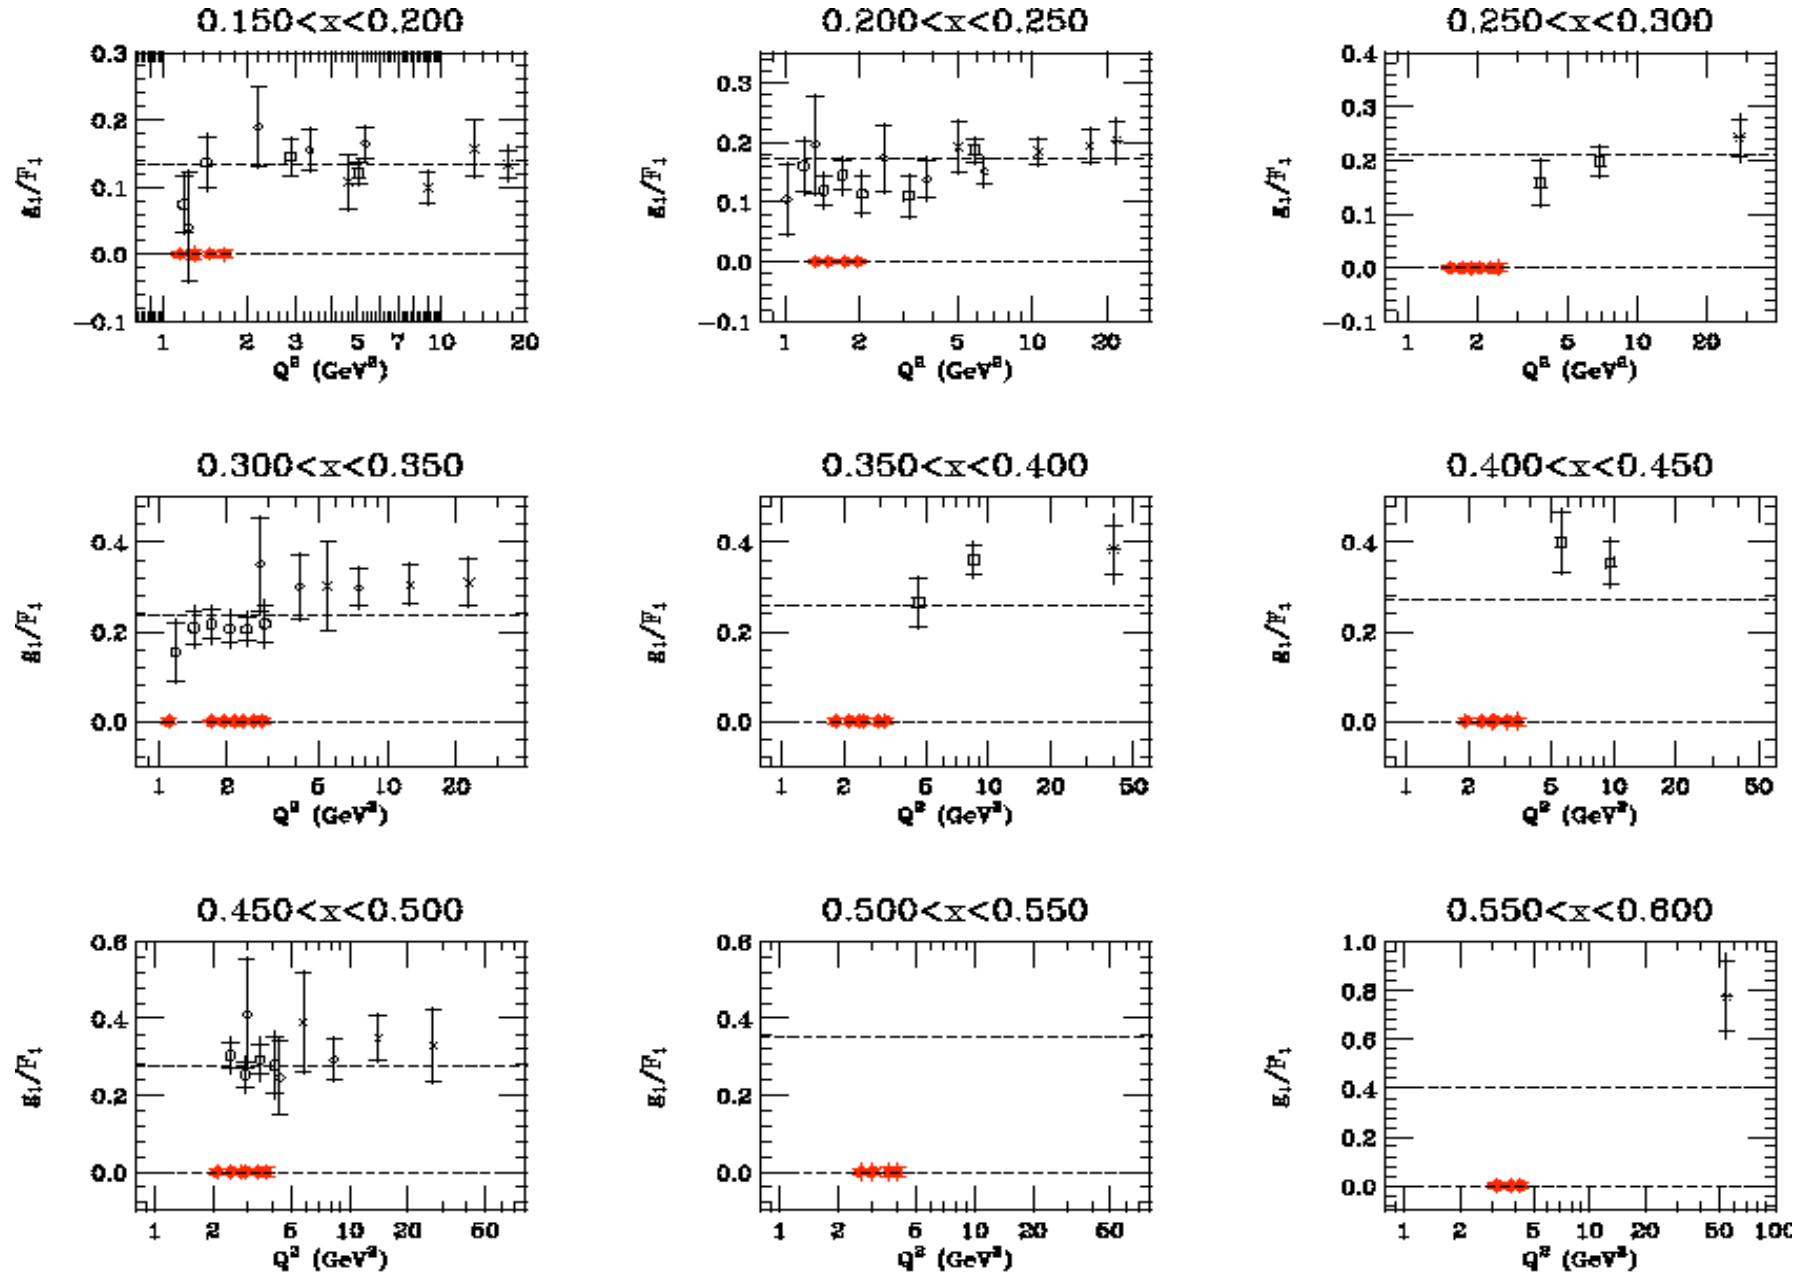 0.150<x<0.200
0.3
0.2
0.1
0.0
−0.1
g₁/F₁
1 2 3 5 7 10 20
Q² (GeV²)
0.200<x<0.250
0.3
0.2
0.1
0.0
−0.1
g₁/F₁
1 2 5 10 20
Q² (GeV²)
0.250<x<0.300
0.4
0.3
0.2
0.1
0.0
−0.1
g₁/F₁
1 2 5 10 20
Q² (GeV²)
0.300<x<0.350
0.4
0.2
0.0
g₁/F₁
1 2 5 10 20
Q² (GeV²)
0.350<x<0.400
0.4
0.2
0.0
g₁/F₁
1 2 5 10 20 50
Q² (GeV²)
0.400<x<0.450
0.4
0.2
0.0
g₁/F₁
1 2 5 10 20 50
Q² (GeV²)
0.450<x<0.500
0.6
0.4
0.2
0.0
g₁/F₁
1 2 5 10 20 50
Q² (GeV²)
0.500<x<0.550
0.6
0.4
0.2
0.0
g₁/F₁
1 2 5 10 20 50
Q² (GeV²)
0.550<x<0.600
1.0
0.8
0.6
0.4
0.2
0.0
g₁/F₁
1 2 5 10 20 50 100
Q² (GeV²)